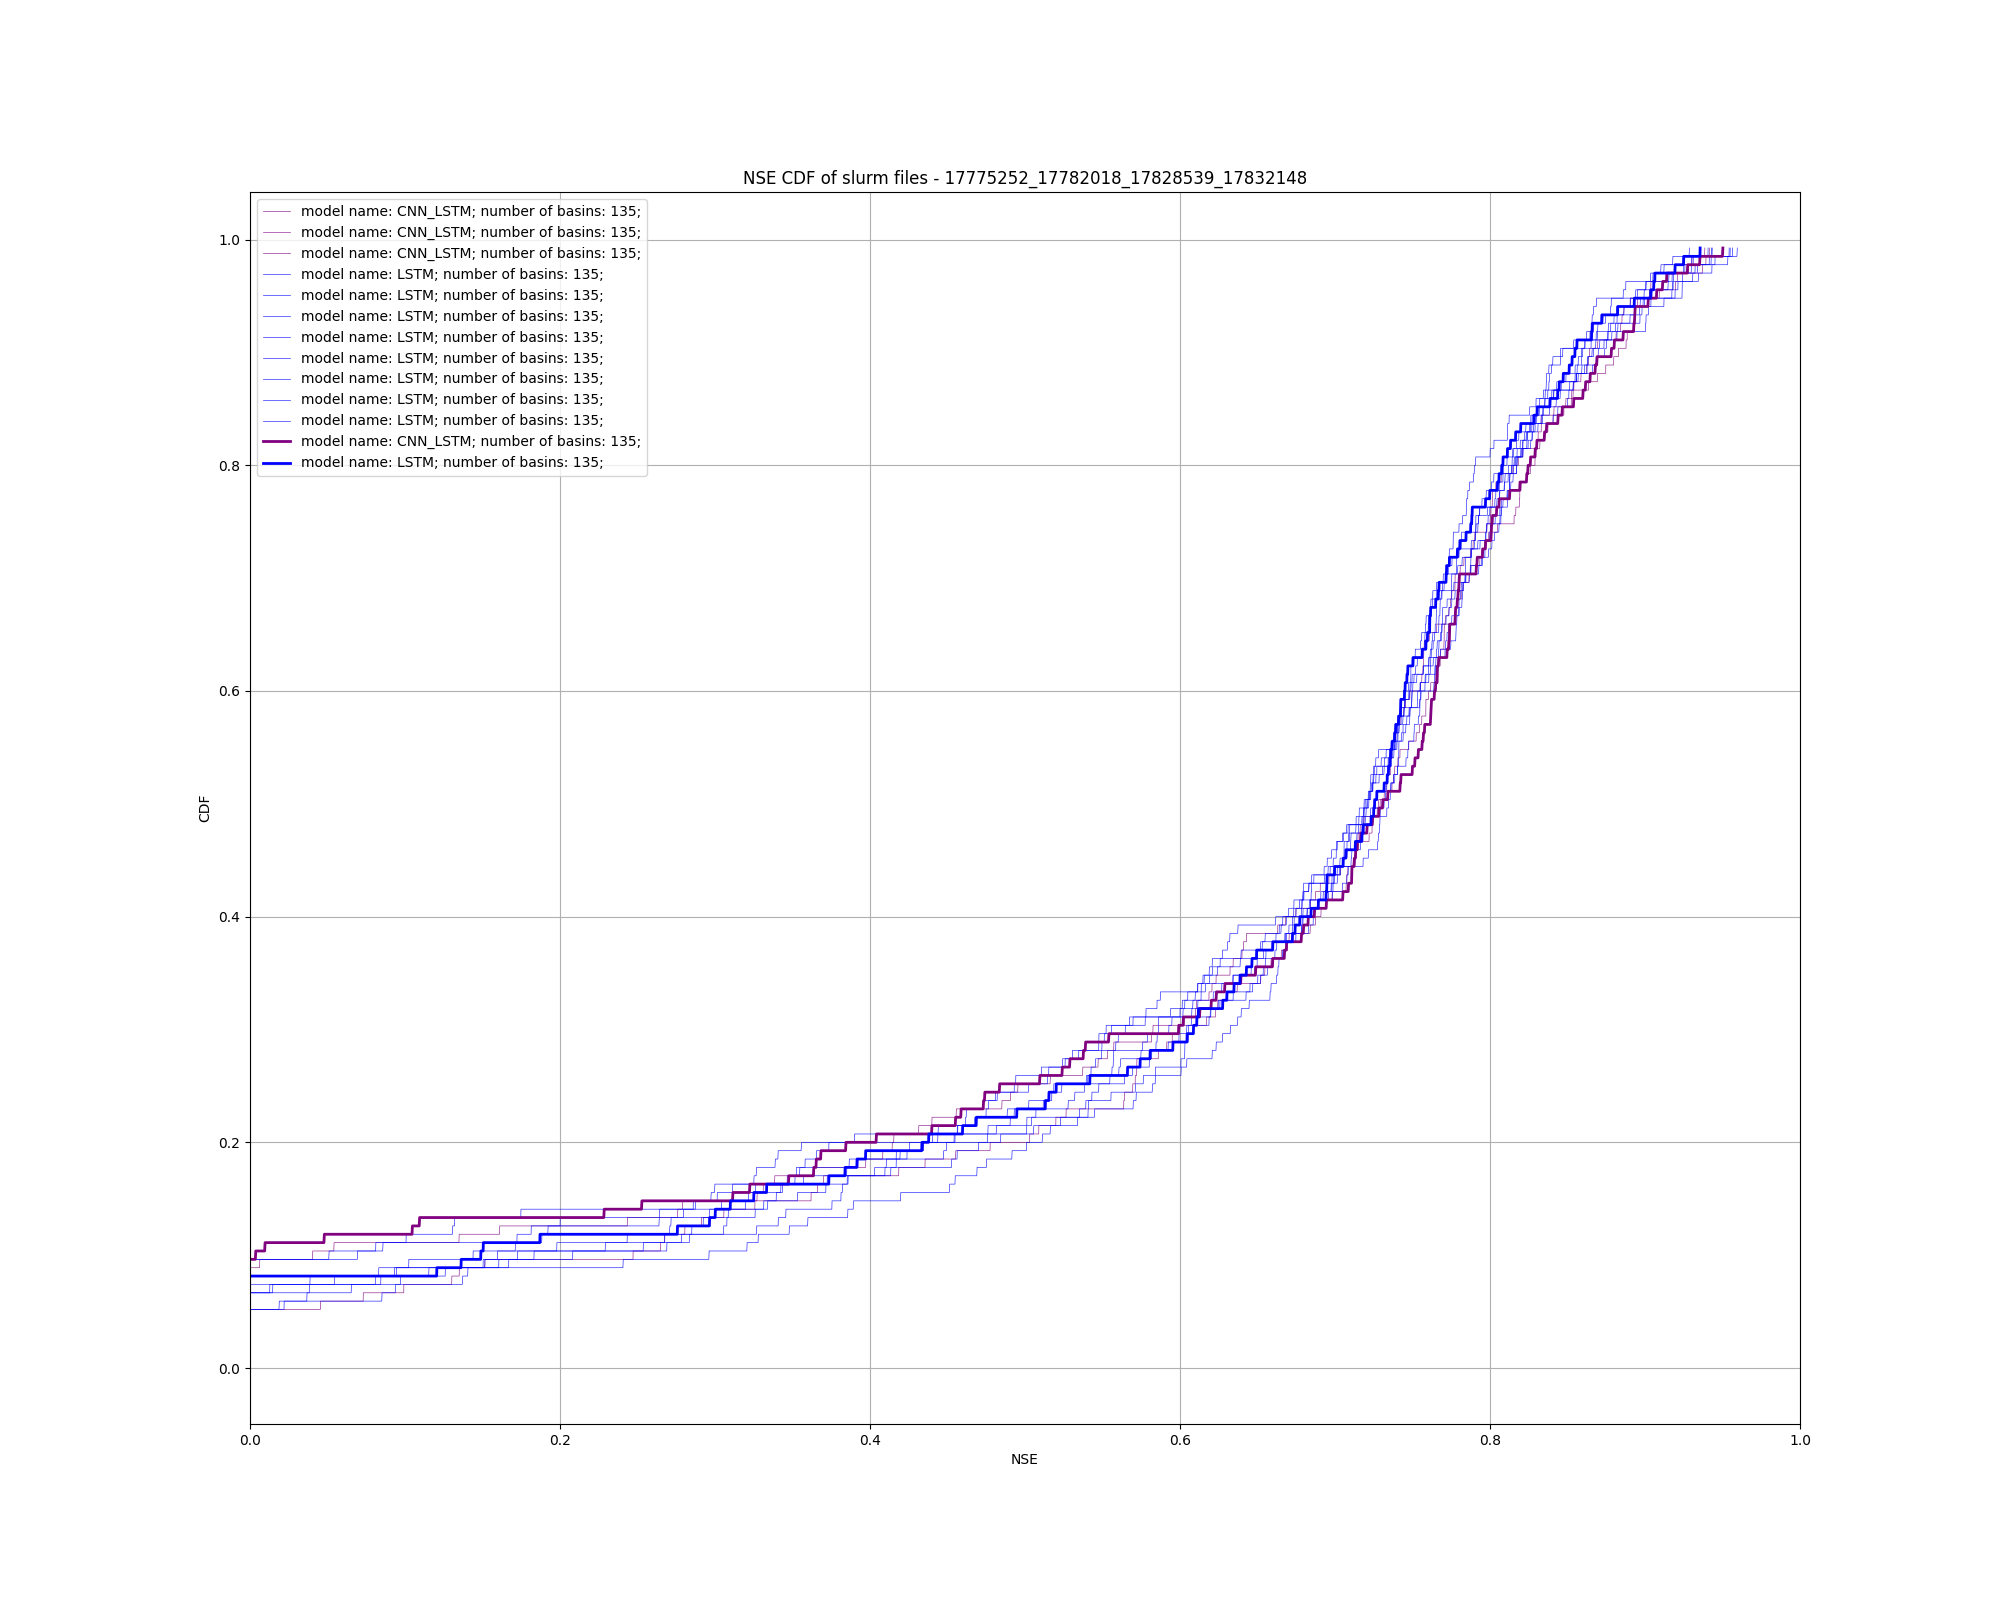 NSE CDF of slurm files - 17775252_17782018_17828539_17832148
model name: CNN_LSTM; number of basins: 135;
model name: CNN_LSTM; number of basins: 135;
model name: CNN_LSTM; number of basins: 135;
model name: LSTM; number of basins: 135;
model name: LSTM; number of basins: 135;
model name: LSTM; number of basins: 135;
model name: LSTM; number of basins: 135;
model name: LSTM; number of basins: 135;
model name: LSTM; number of basins: 135;
model name: LSTM; number of basins: 135;
model name: LSTM; number of basins: 135;
model name: CNN_LSTM; number of basins: 135;
model name: LSTM; number of basins: 135;
1.0
0.8
0.6
0.4
0.2
0.0
CDF
0.0 0.2 0.4 0.6 0.8 1.0
NSE